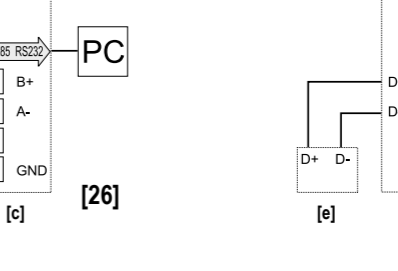 85 RS232
PC
B+
A-
GND
[26]
[c]
D
D
D+ D-
[e]